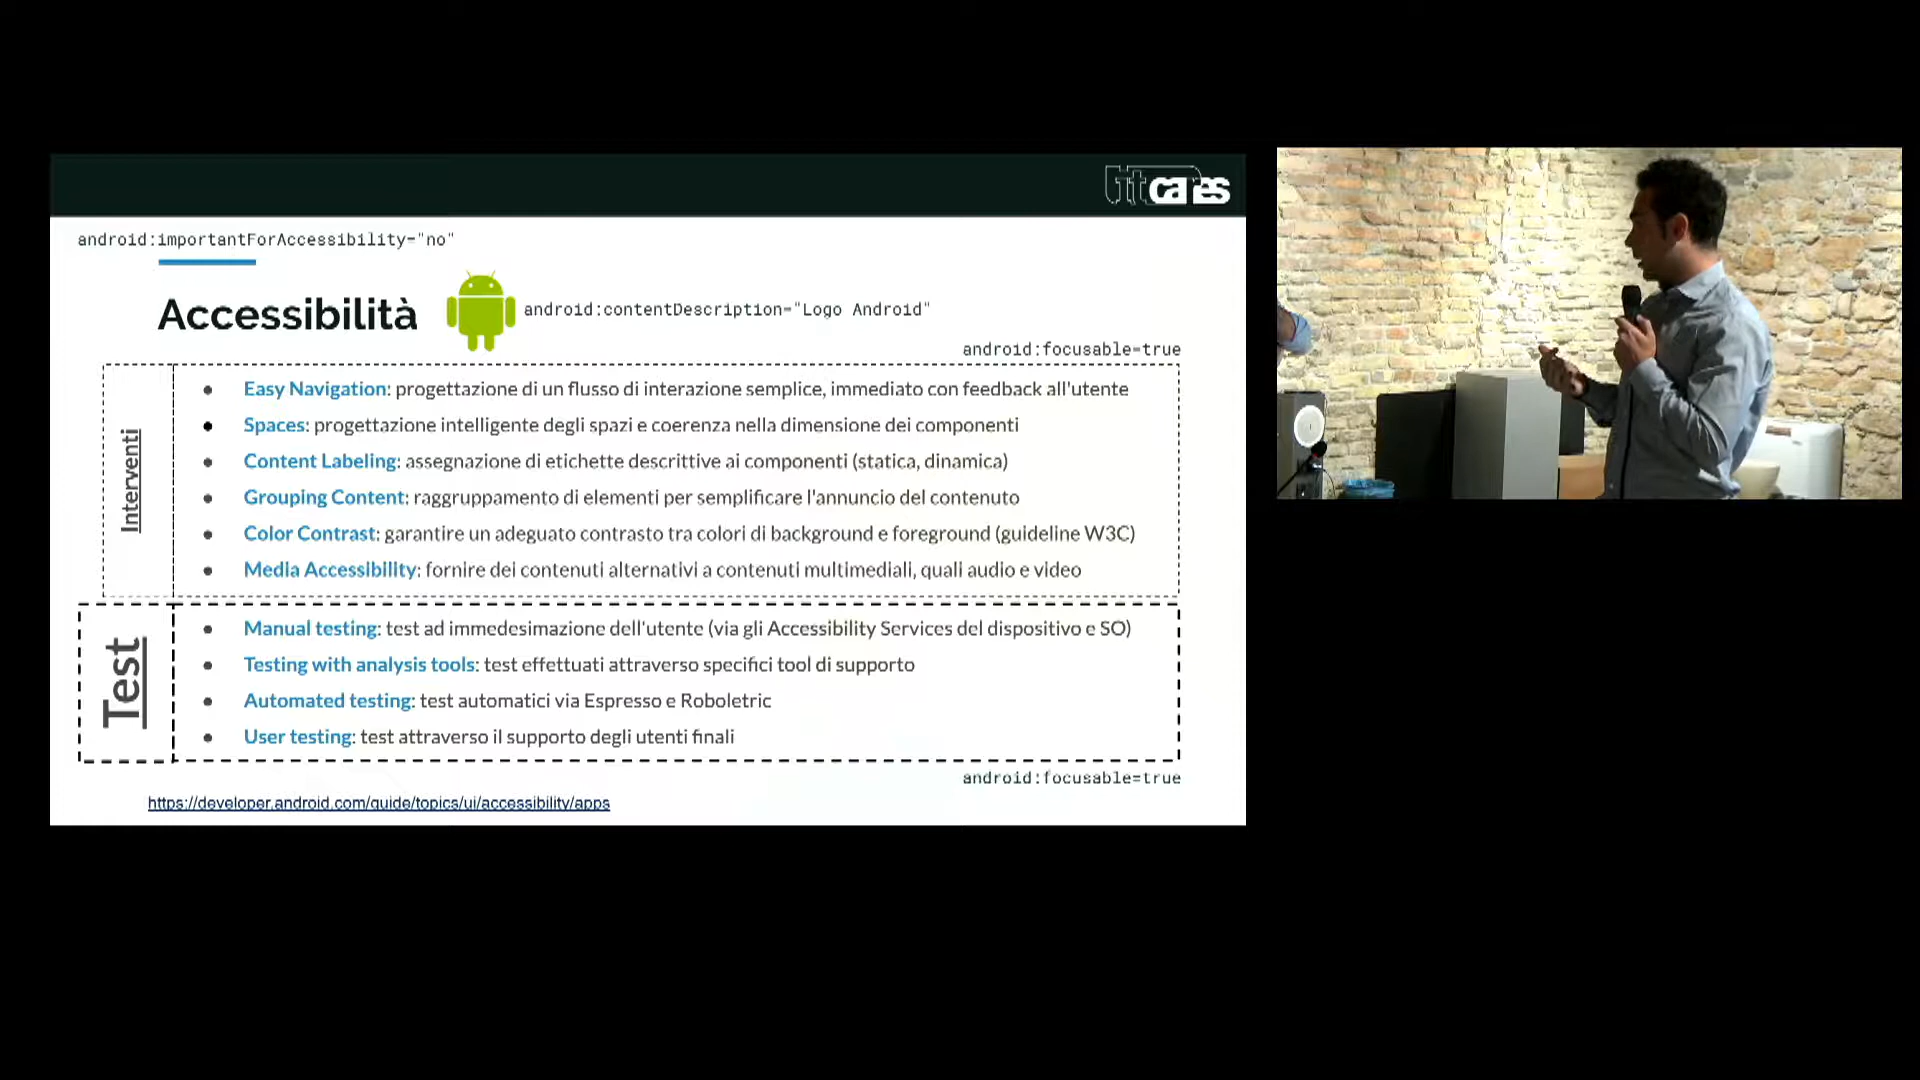 cares
android:importantForAccessibility="no"
Accessibilità
android:contentDescription="Logo Android"
android:focusable=true
Interventi
Easy Navigation: progettazione di un flusso di interazione semplice, immediato con feedback all'utente
Spaces: progettazione intelligente degli spazi e coerenza nella dimensione dei componenti
Content Labeling: assegnazione di etichette descrittive ai componenti (statica, dinamica)
Grouping Content: raggruppamento di elementi per semplificare l'annuncio del contenuto
Color Contrast: garantire un adeguato contrasto tra colori di background e foreground (guideline W3C)
Media Accessibility: fornire dei contenuti alternativi a contenuti multimediali, quali audio e video
Test
Manual testing: test ad immedesimazione dell'utente (via gli Accessibility Services del dispositivo e SO)
Testing with analysis tools: test effettuati attraverso specifici tool di supporto
Automated testing: test automatici via Espresso e Roboletric
User testing: test attraverso il supporto degli utenti finali
android:focusable=true
https://developer.android.com/guide/topics/ui/accessibility/apps